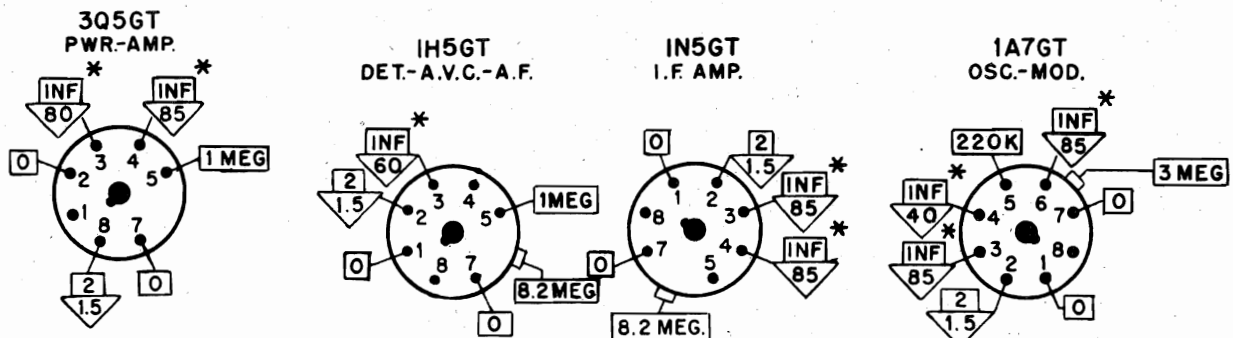 3Q5GT
PWR.-AMP.
INF *
80
INF *
85
0
1 MEG
3
4
2
5
1
8
7
2
1.5
0
1H5GT
DET.-A.V.C.-A.F.
INF *
60
2
1.5
3
4
2
5
1MEG
0
1
8
7
8.2 MEG
0
1N5GT
I.F. AMP.
0
2
1.5
INF *
85
1
2
8
3
7
4
5
0
INF *
85
8.2 MEG.
1A7GT
OSC.-MOD.
220K
INF *
85
3 MEG
INF *
40
5
6
4
7
0
INF *
85
3
8
2
1
2
1.5
0